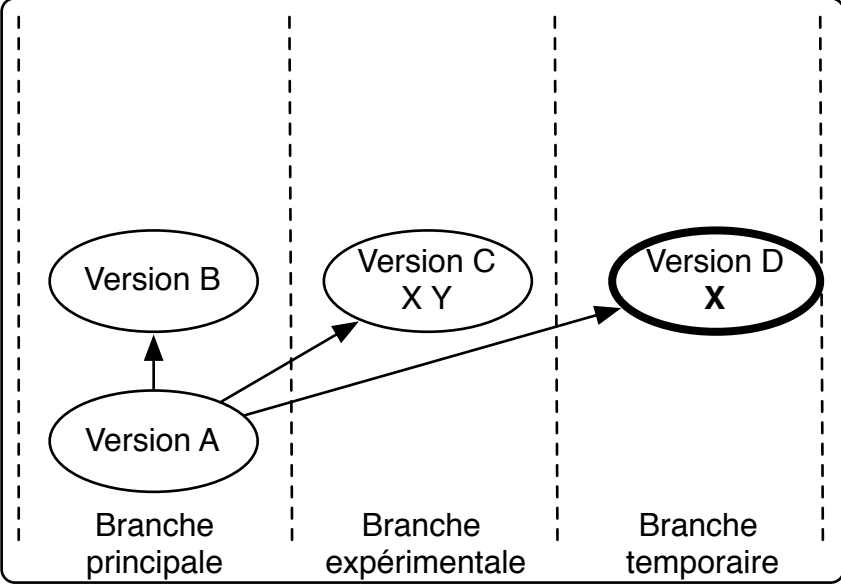 Version B
Version C
X Y
Version D
X
Version A
Branche
principale
Branche
expérimentale
Branche
temporaire